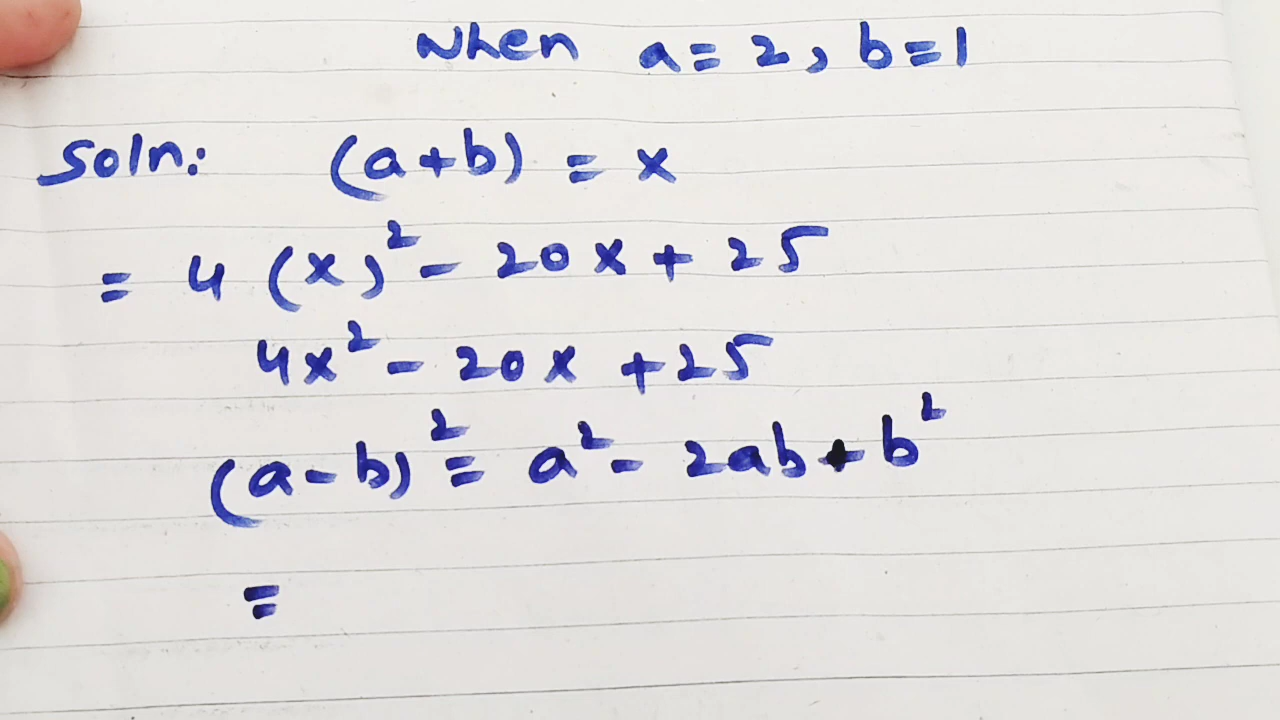 When a = 2, b = 1
Soln: (a+b) = x
= 4 (x)² - 20x + 25
4x² - 20x + 25
(a-b)² = a² - 2ab + b²
=